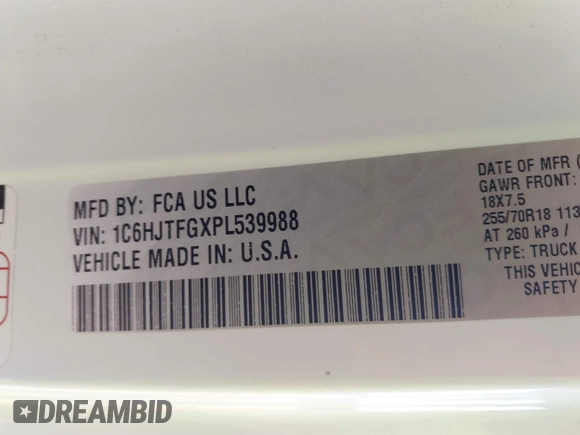 MFD BY: FCA US LLC
VIN: 1C6HJTFGXPL539988
VEHICLE MADE IN: U.S.A.
DATE OF MFR (
GAWR FRONT:
18X7.5
255/70R18 113
AT 260 kPa /
TYPE: TRUCK
THIS VEHIC
SAFETY
DREAMBID